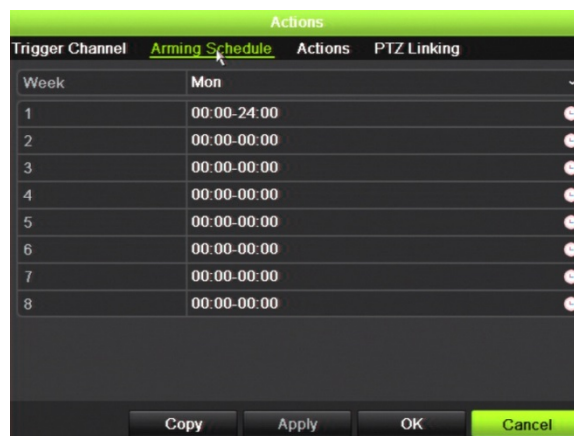 Actions
Trigger Channel Arming Schedule Actions PTZ Linking
Week Mon
1 00:00-24:00
2 00:00-00:00
3 00:00-00:00
4 00:00-00:00
5 00:00-00:00
6 00:00-00:00
7 00:00-00:00
8 00:00-00:00
Copy Apply OK Cancel